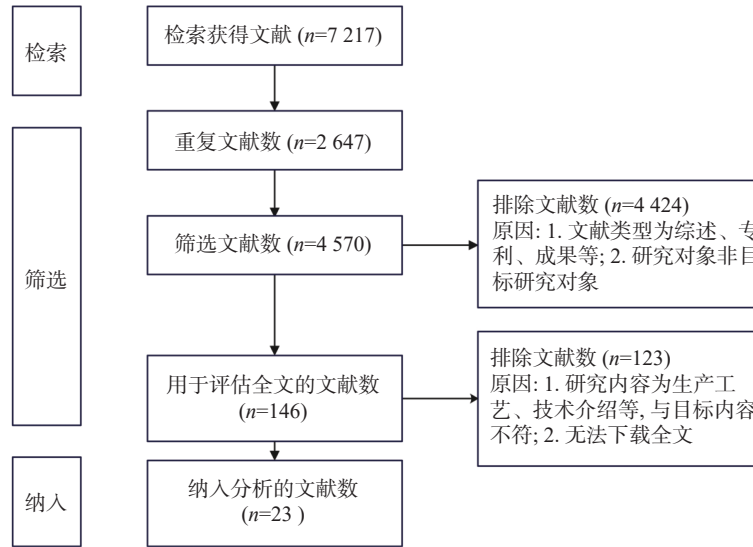 检索
检索获得文献 (n=7 217)
重复文献数 (n=2 647)
筛选
筛选文献数 (n=4 570)
排除文献数 (n=4 424)
原因: 1. 文献类型为综述、专
利、成果等; 2. 研究对象非目
标研究对象
用于评估全文的文献数
(n=146)
排除文献数 (n=123)
原因: 1. 研究内容为生产工
艺、技术介绍等, 与目标内容
不符; 2. 无法下载全文
纳入
纳入分析的文献数
(n=23 )